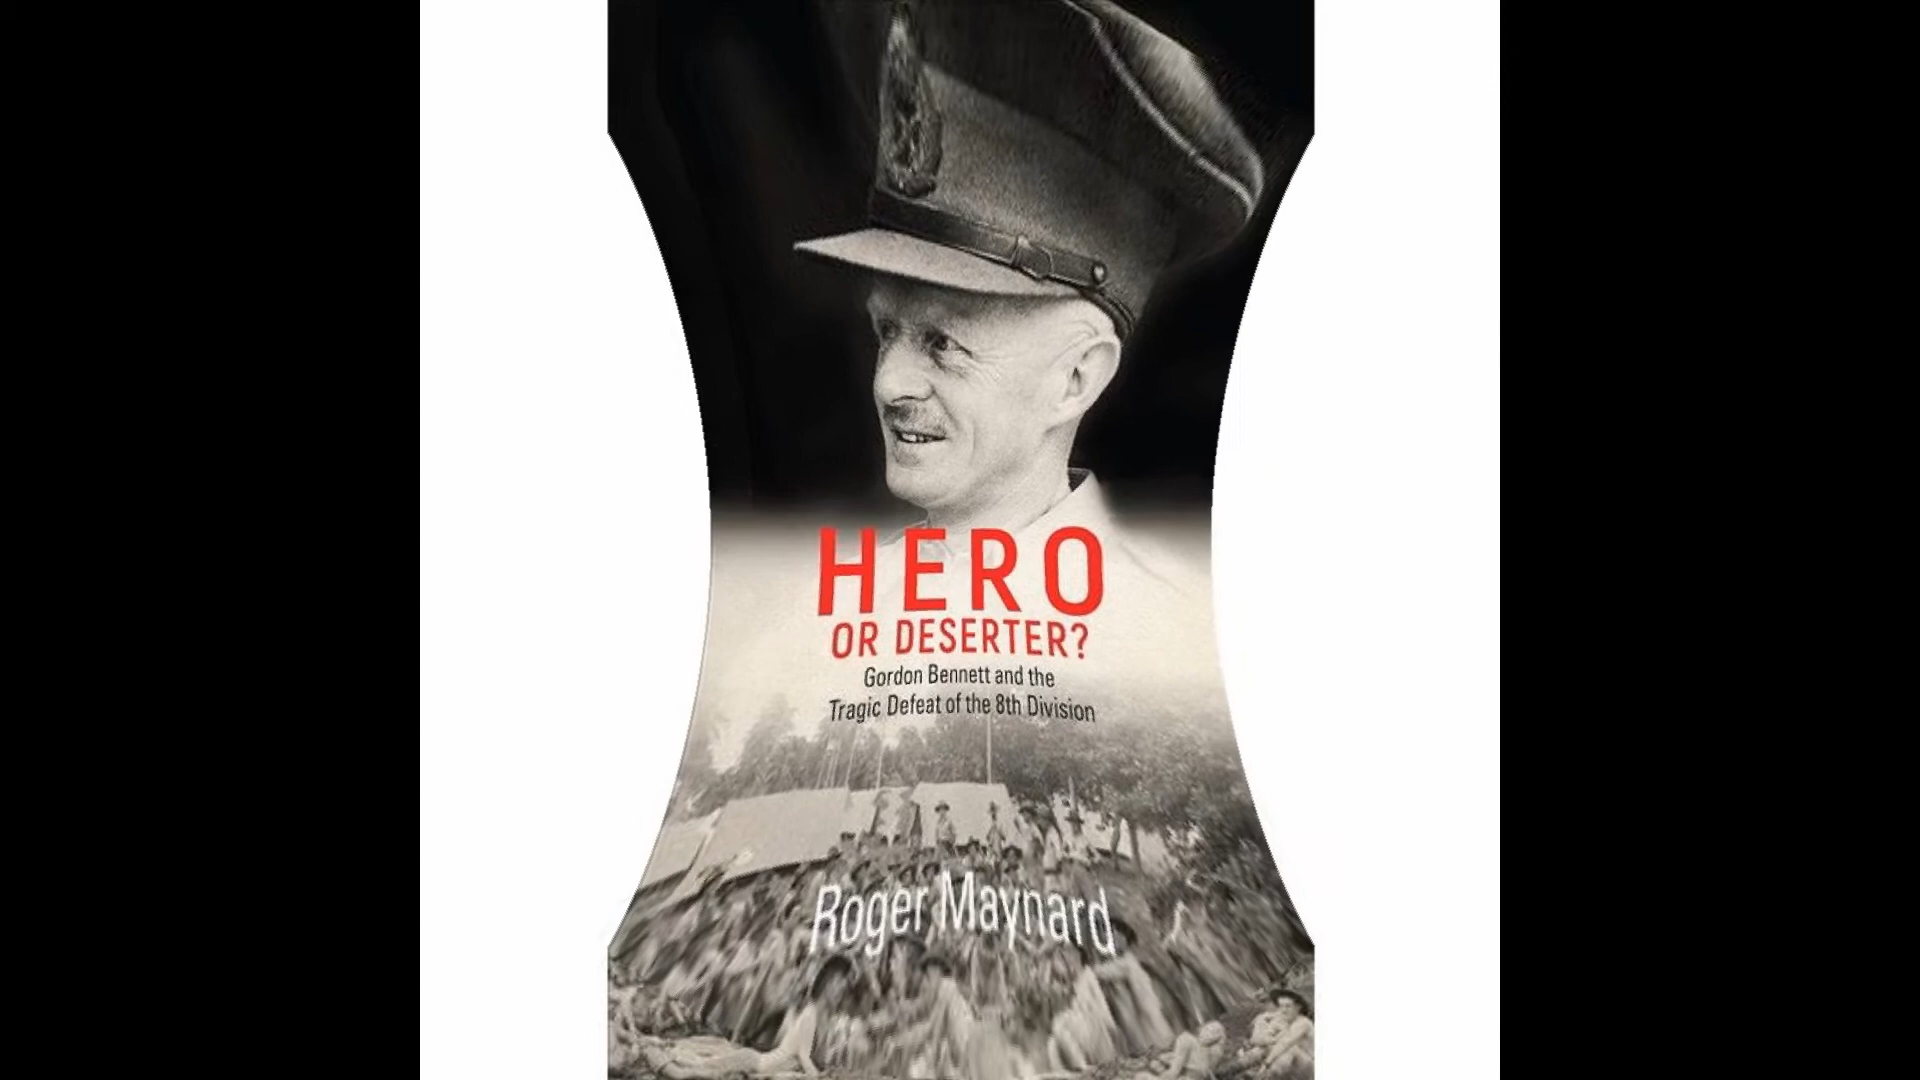 HERO
OR DESERTER?
Gordon Bennett and the
Tragic Defeat of the 8th Division
Roger Maynard